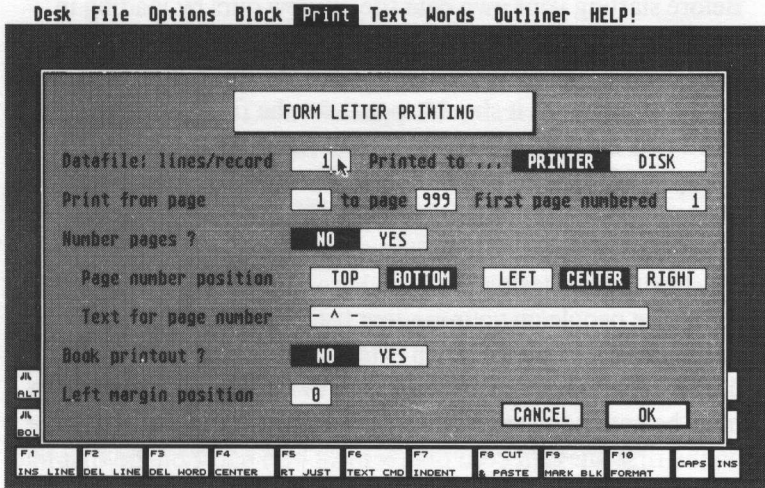 Desk File Options Block Print Text Words Outliner HELP!
FORM LETTER PRINTING
Datafile: lines/record 1 Printed to ... PRINTER DISK
Print from page 1 to page 999 First page numbered 1
Number pages ? NO YES
Page number position TOP BOTTOM LEFT CENTER RIGHT
Text for page number - ^ -______________________________
Book printout ? NO YES
Left margin position 0
ALT
CANCEL OK
BOL
F1 F2 F3 F4 F5 F6 F7 F8 CUT F9 F10
INS LINE DEL LINE DEL WORD CENTER RT JUST TEXT CMD INDENT & PASTE MARK BLK FORMAT CAPS INS